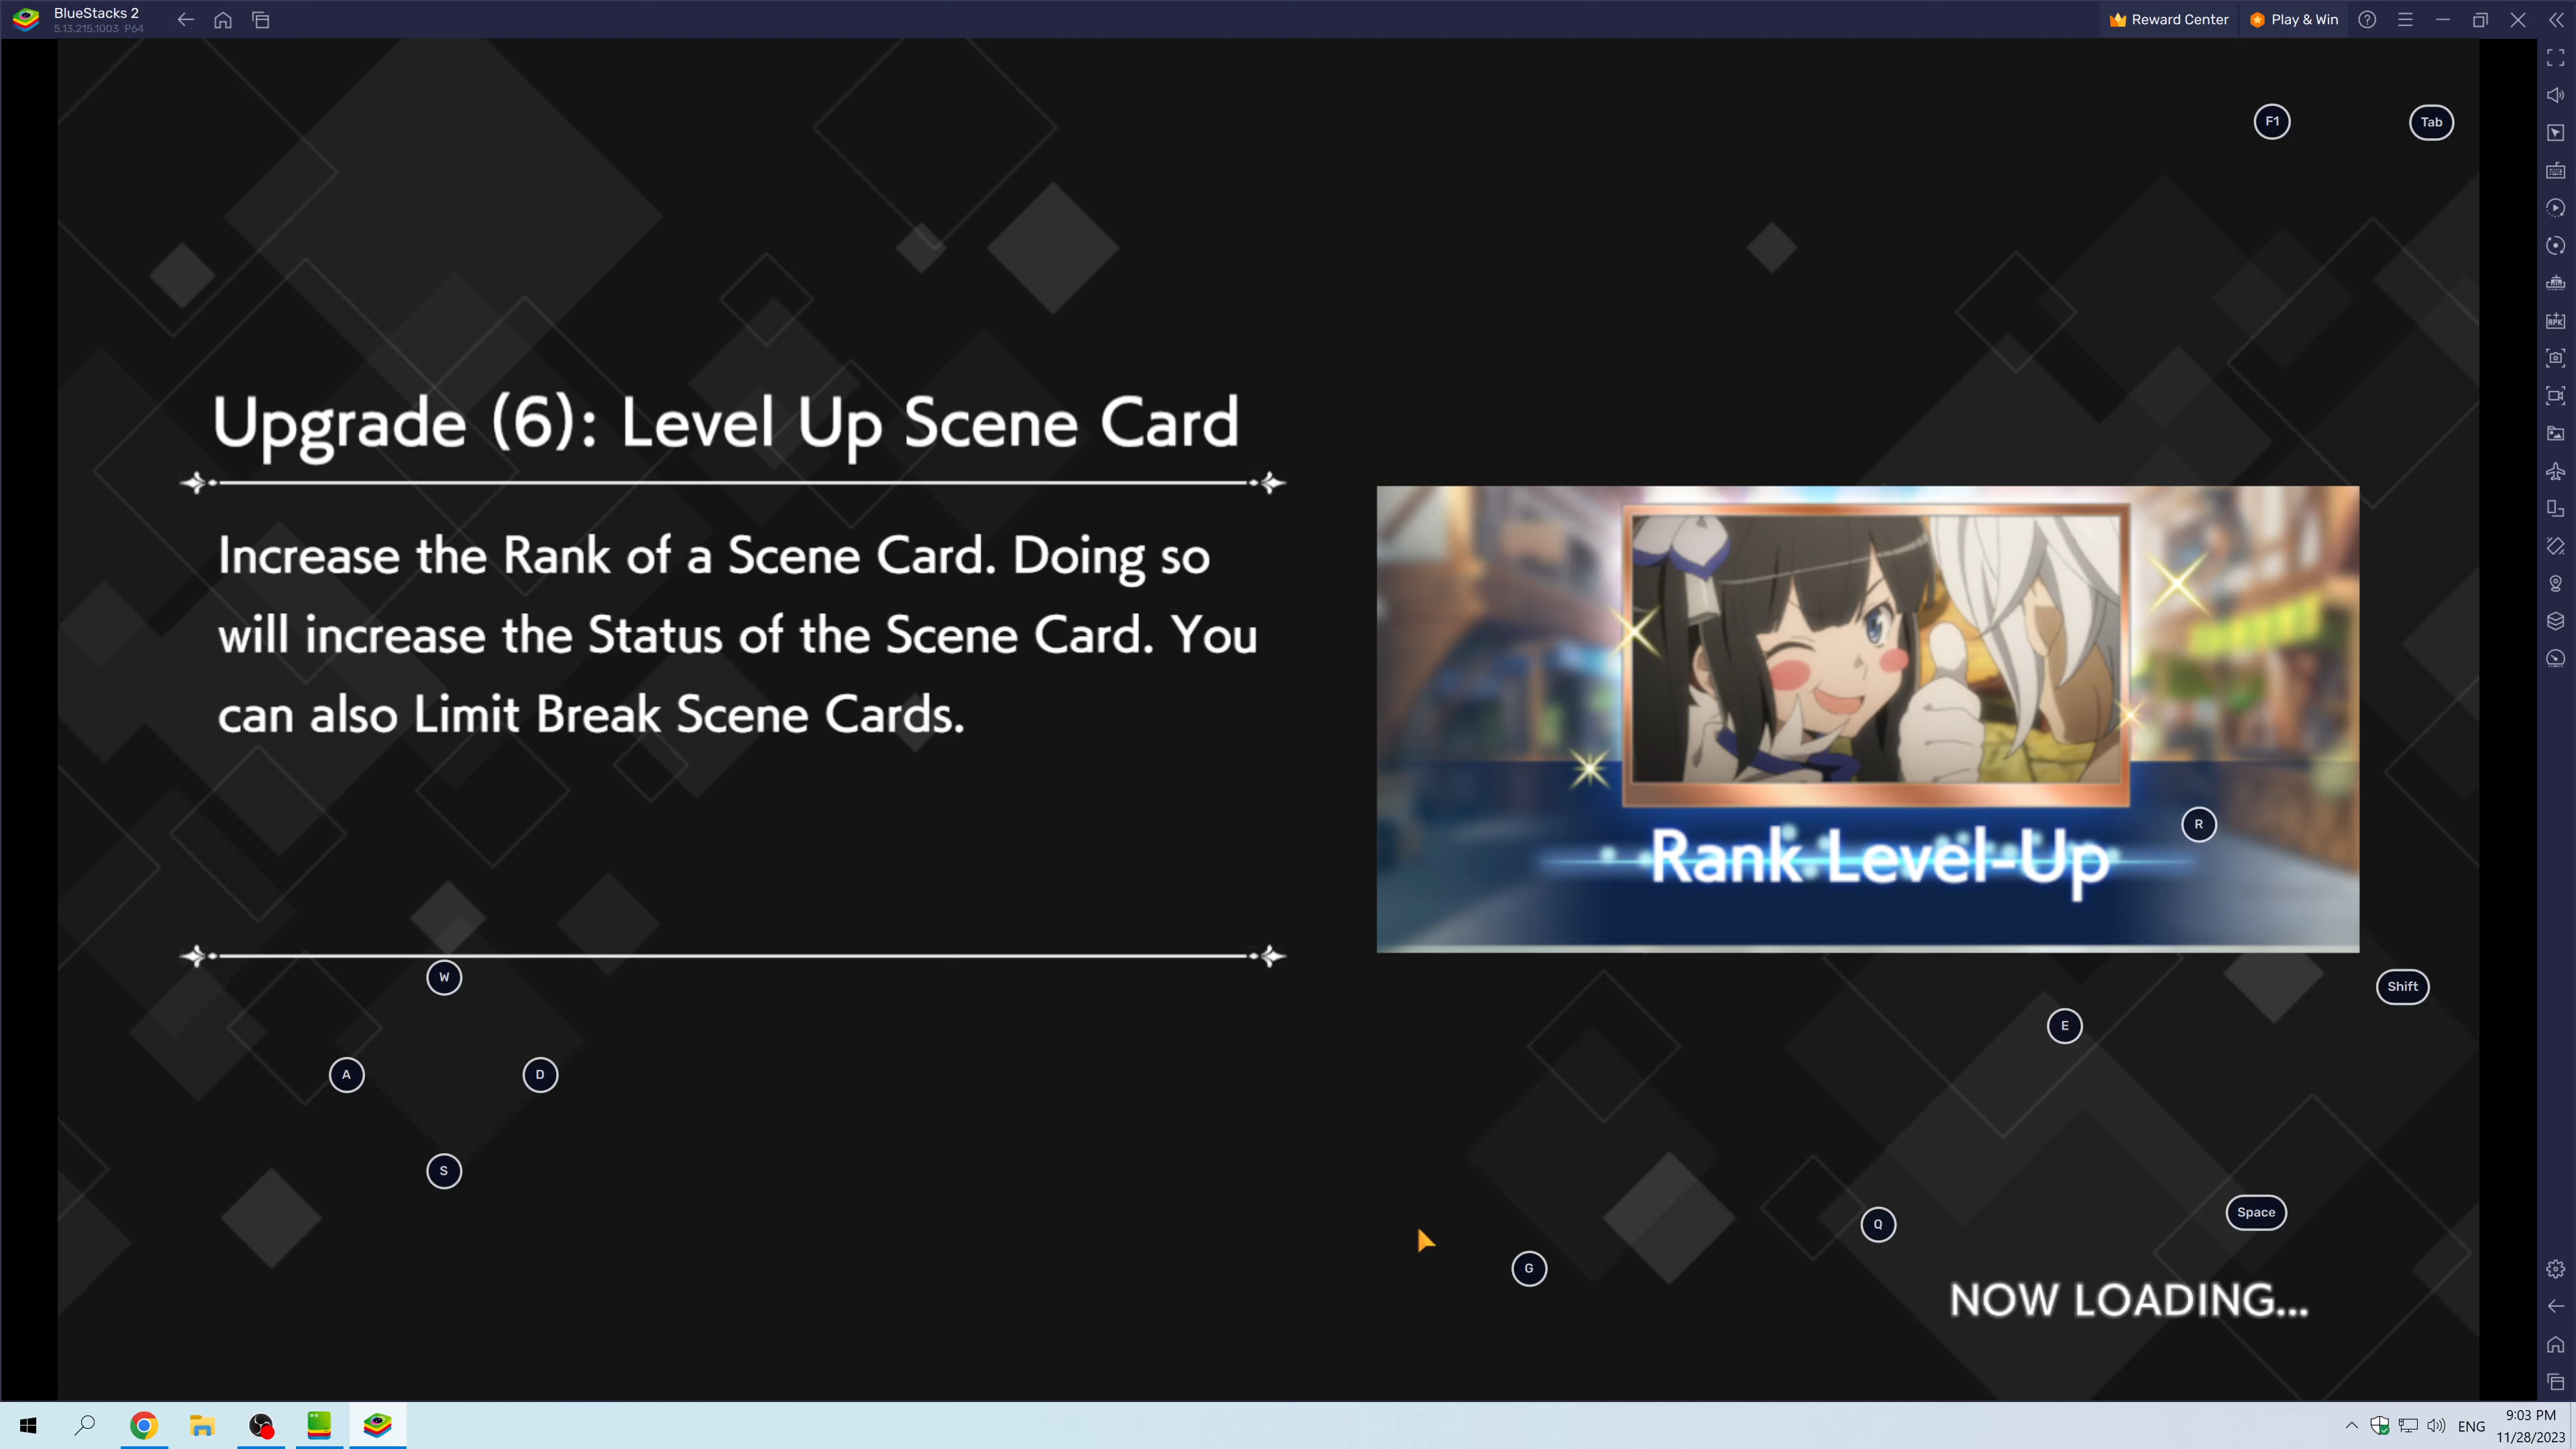 BlueStacks 2
5.13.215.1003 P64
Reward Center
Play & Win
F1
Tab
Upgrade (6): Level Up Scene Card
Increase the Rank of a Scene Card. Doing so
will increase the Status of the Scene Card. You
can also Limit Break Scene Cards.
Rank Level-Up
R
W
Shift
E
A
D
S
Space
Q
G
NOW LOADING...
ENG
9:03 PM
11/28/2023